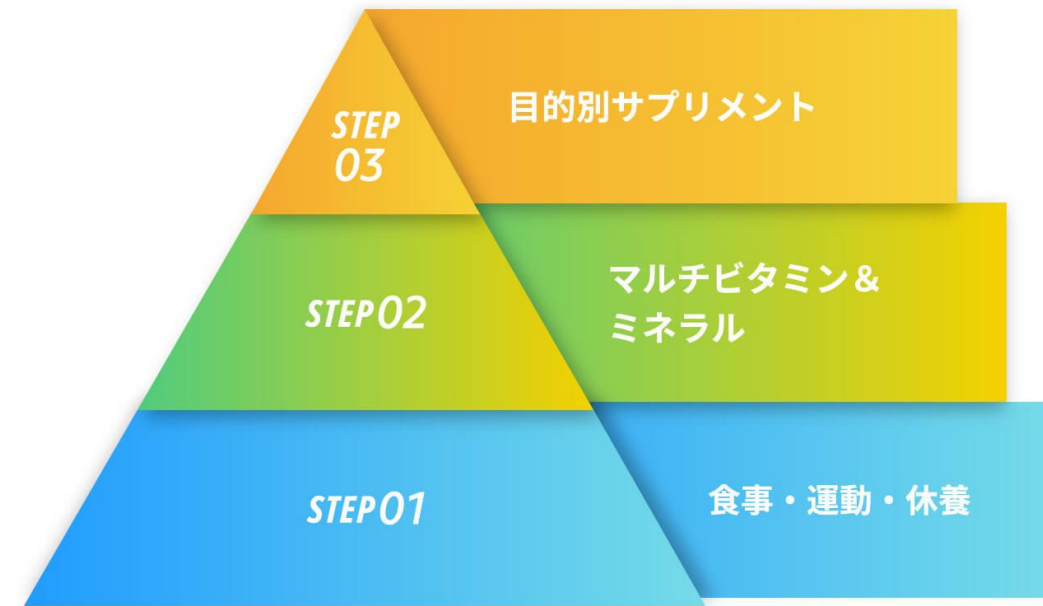 STEP
03
目的別サプリメント
STEP02
マルチビタミン＆
ミネラル
STEP01
食事・運動・休養